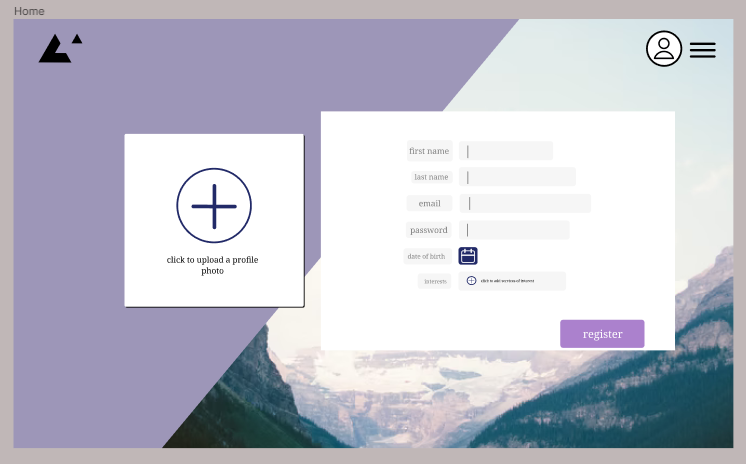 Home
click to upload a profile
photo
first name
last name
email
password
date of birth
interests
click to add sections of interest
register